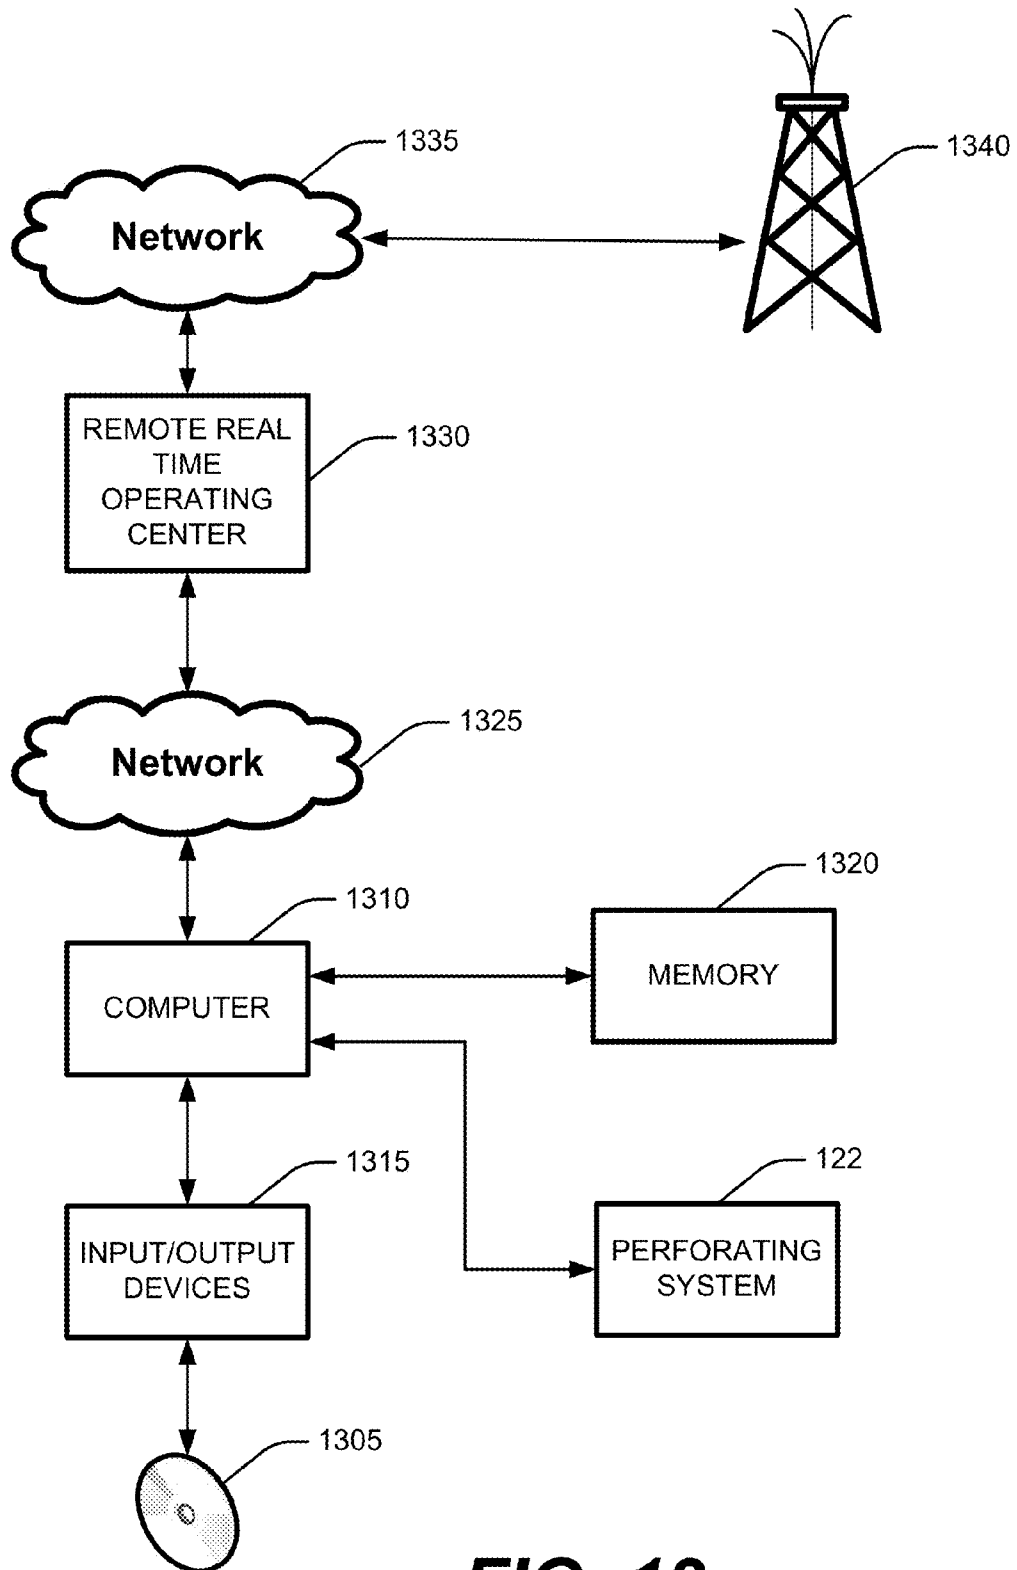 1335
1340
Network
REMOTE REAL
TIME
OPERATING
CENTER
1330
1325
Network
1310
1320
COMPUTER
MEMORY
1315
122
INPUT/OUTPUT
DEVICES
PERFORATING
SYSTEM
1305
FIG.